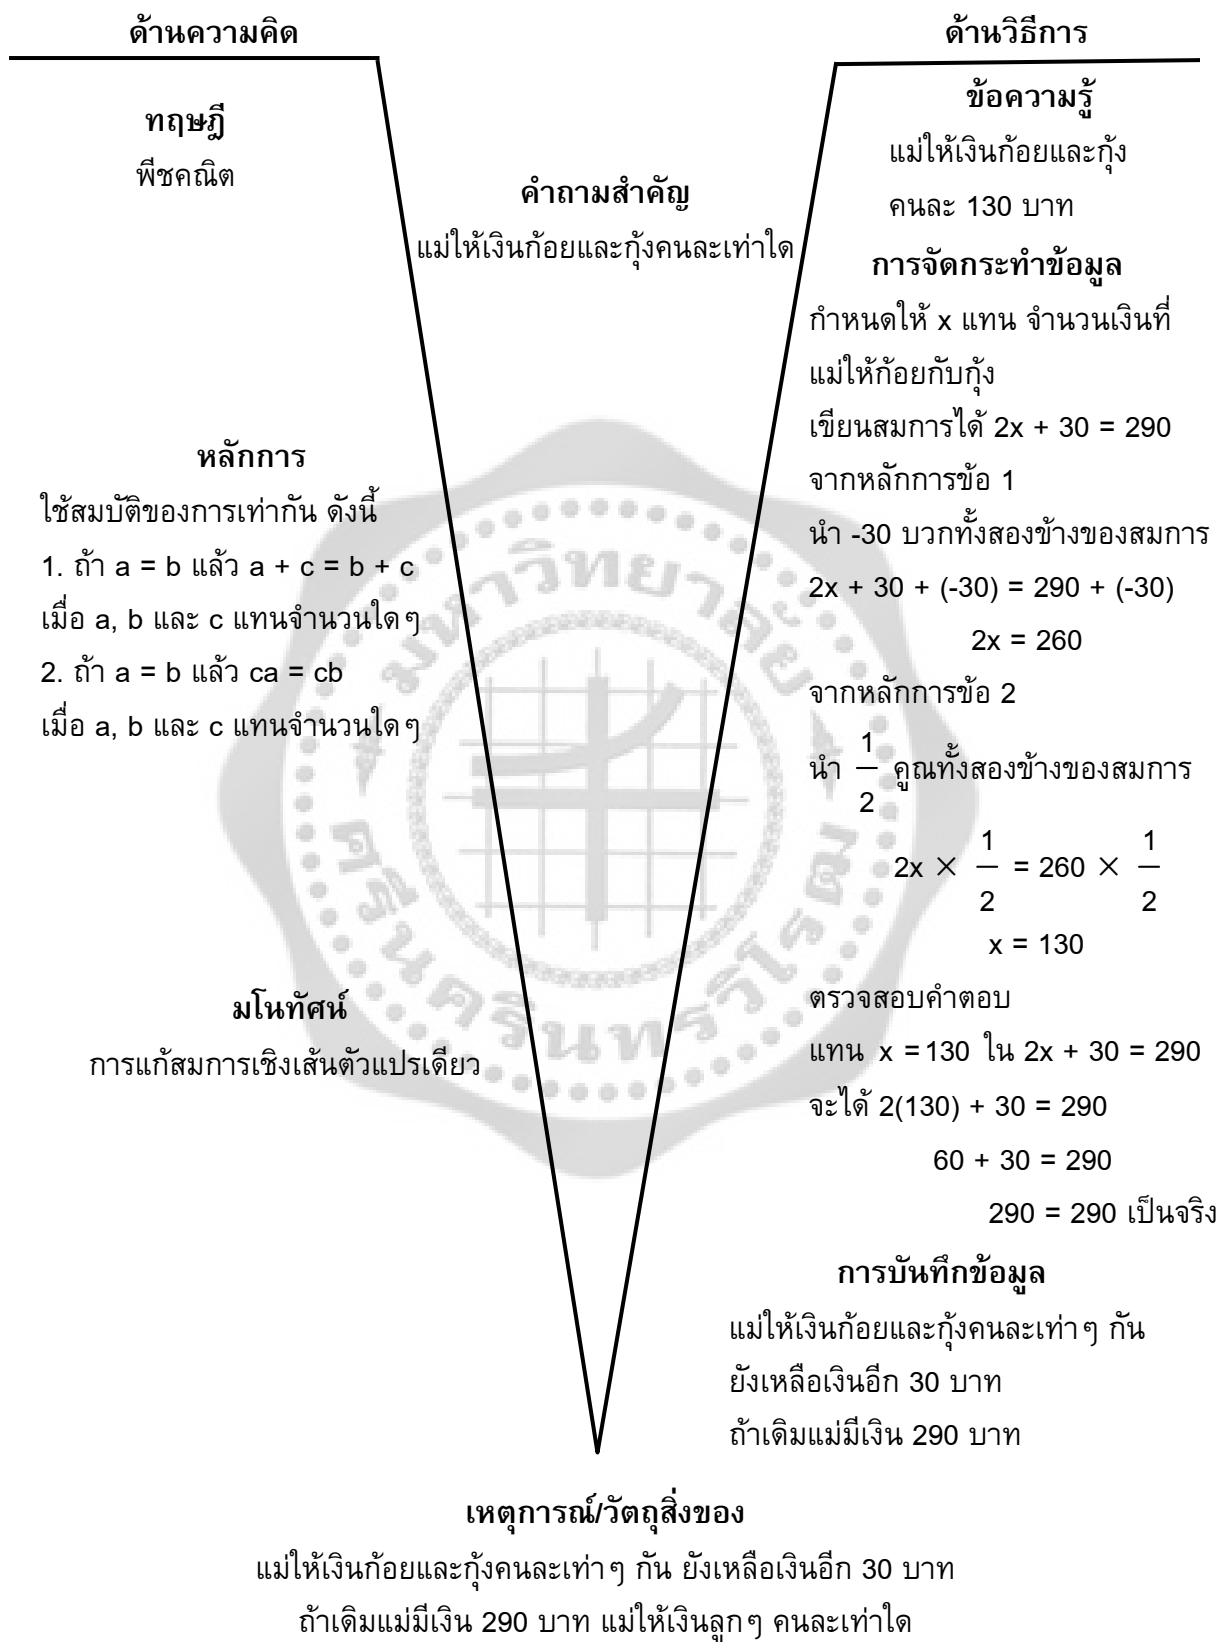 ด้านความคิด
ทฤษฎี
พีชคณิต
หลักการ
ใช้สมบัติของการเท่ากัน ดังนี้
1. ถ้า a = b แล้ว a + c = b + c
เมื่อ a, b และ c แทนจำนวนใดๆ
2. ถ้า a = b แล้ว ca = cb
เมื่อ a, b และ c แทนจำนวนใดๆ
มโนทัศน์
การแก้สมการเชิงเส้นตัวแปรเดียว
คำถามสำคัญ
แม่ให้เงินก้อยและกุ้งคนละเท่าใด
ด้านวิธีการ
ข้อความรู้
แม่ให้เงินก้อยและกุ้ง
คนละ 130 บาท
การจัดกระทำข้อมูล
กำหนดให้ x แทน จำนวนเงินที่
แม่ให้ก้อยกับกุ้ง
เขียนสมการได้ 2x + 30 = 290
จากหลักการข้อ 1
นำ -30 บวกทั้งสองข้างของสมการ
2x + 30 + (-30) = 290 + (-30)
2x = 260
จากหลักการข้อ 2
นำ 1/2 คูณทั้งสองข้างของสมการ
2x × 1/2 = 260 × 1/2
x = 130
ตรวจสอบคำตอบ
แทน x = 130 ใน 2x + 30 = 290
จะได้ 2(130) + 30 = 290
60 + 30 = 290
290 = 290 เป็นจริง
การบันทึกข้อมูล
แม่ให้เงินก้อยและกุ้งคนละเท่าๆ กัน
ยังเหลือเงินอีก 30 บาท
ถ้าเดิมแม่มีเงิน 290 บาท
เหตุการณ์/วัตถุสิ่งของ
แม่ให้เงินก้อยและกุ้งคนละเท่าๆ กัน ยังเหลือเงินอีก 30 บาท
ถ้าเดิมแม่มีเงิน 290 บาท แม่ให้เงินลูกๆ คนละเท่าใด
มหาวิทยาลัย
ศรีนครินทรวิโรฒ